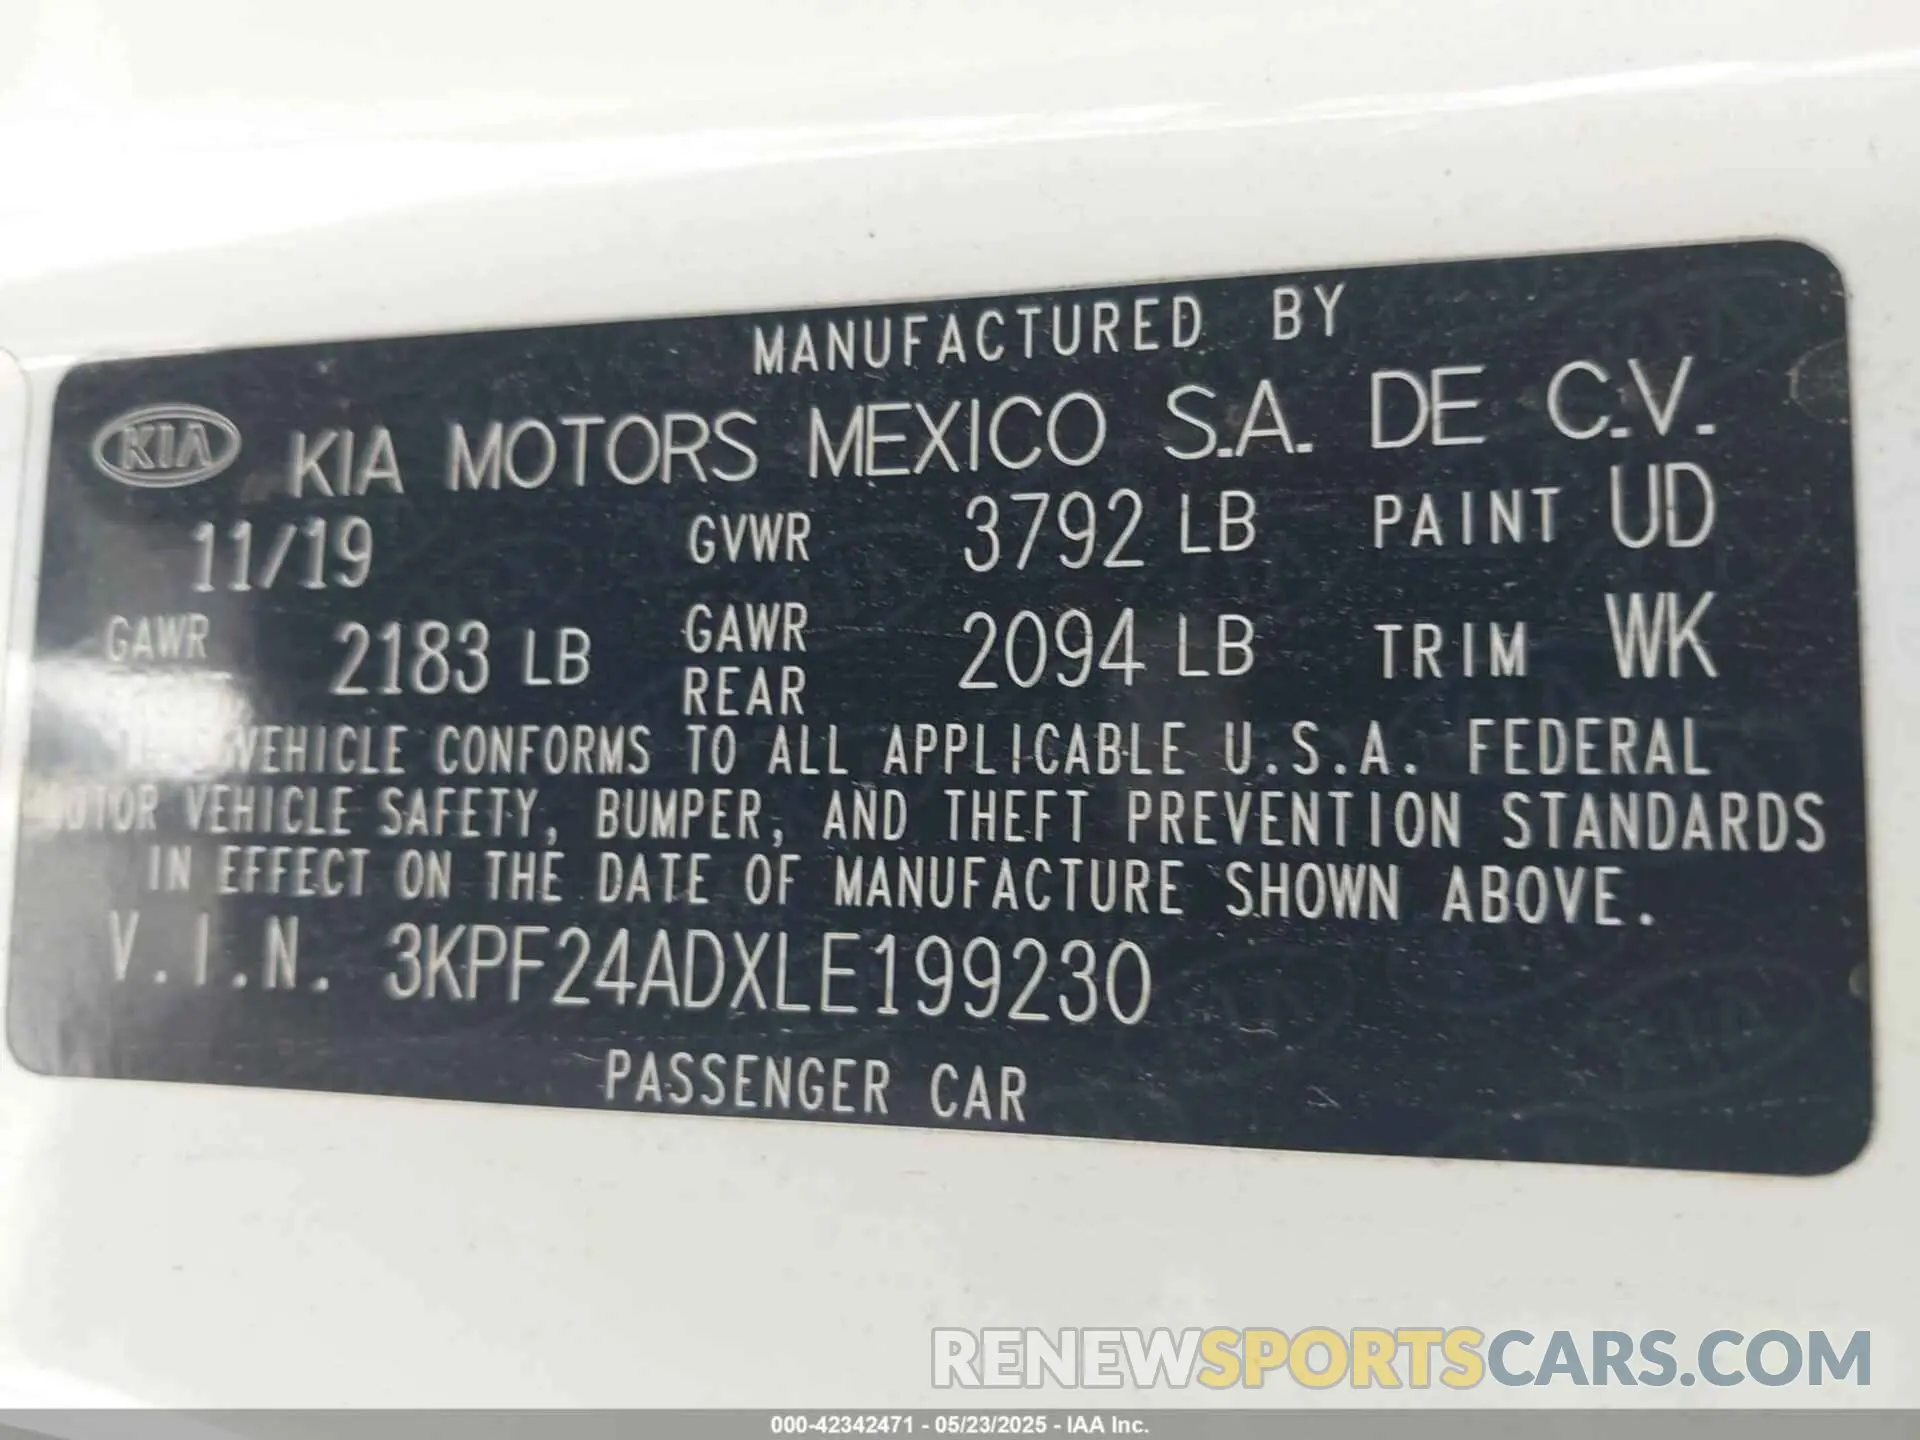 MANUFACTURED BY
KIA KIA MOTORS MEXICO S.A. DE C.V.
11/19 GVWR 3792 LB PAINT UD
GAWR 2183 LB GAWR REAR 2094 LB TRIM WK
VEHICLE CONFORMS TO ALL APPLICABLE U.S.A. FEDERAL
MOTOR VEHICLE SAFETY, BUMPER, AND THEFT PREVENTION STANDARDS
IN EFFECT ON THE DATE OF MANUFACTURE SHOWN ABOVE.
V.I.N. 3KPF24ADXLE199230
PASSENGER CAR
RENEWSPORTSCARS.COM
000-42342471 - 05/23/2025 - IAA Inc.